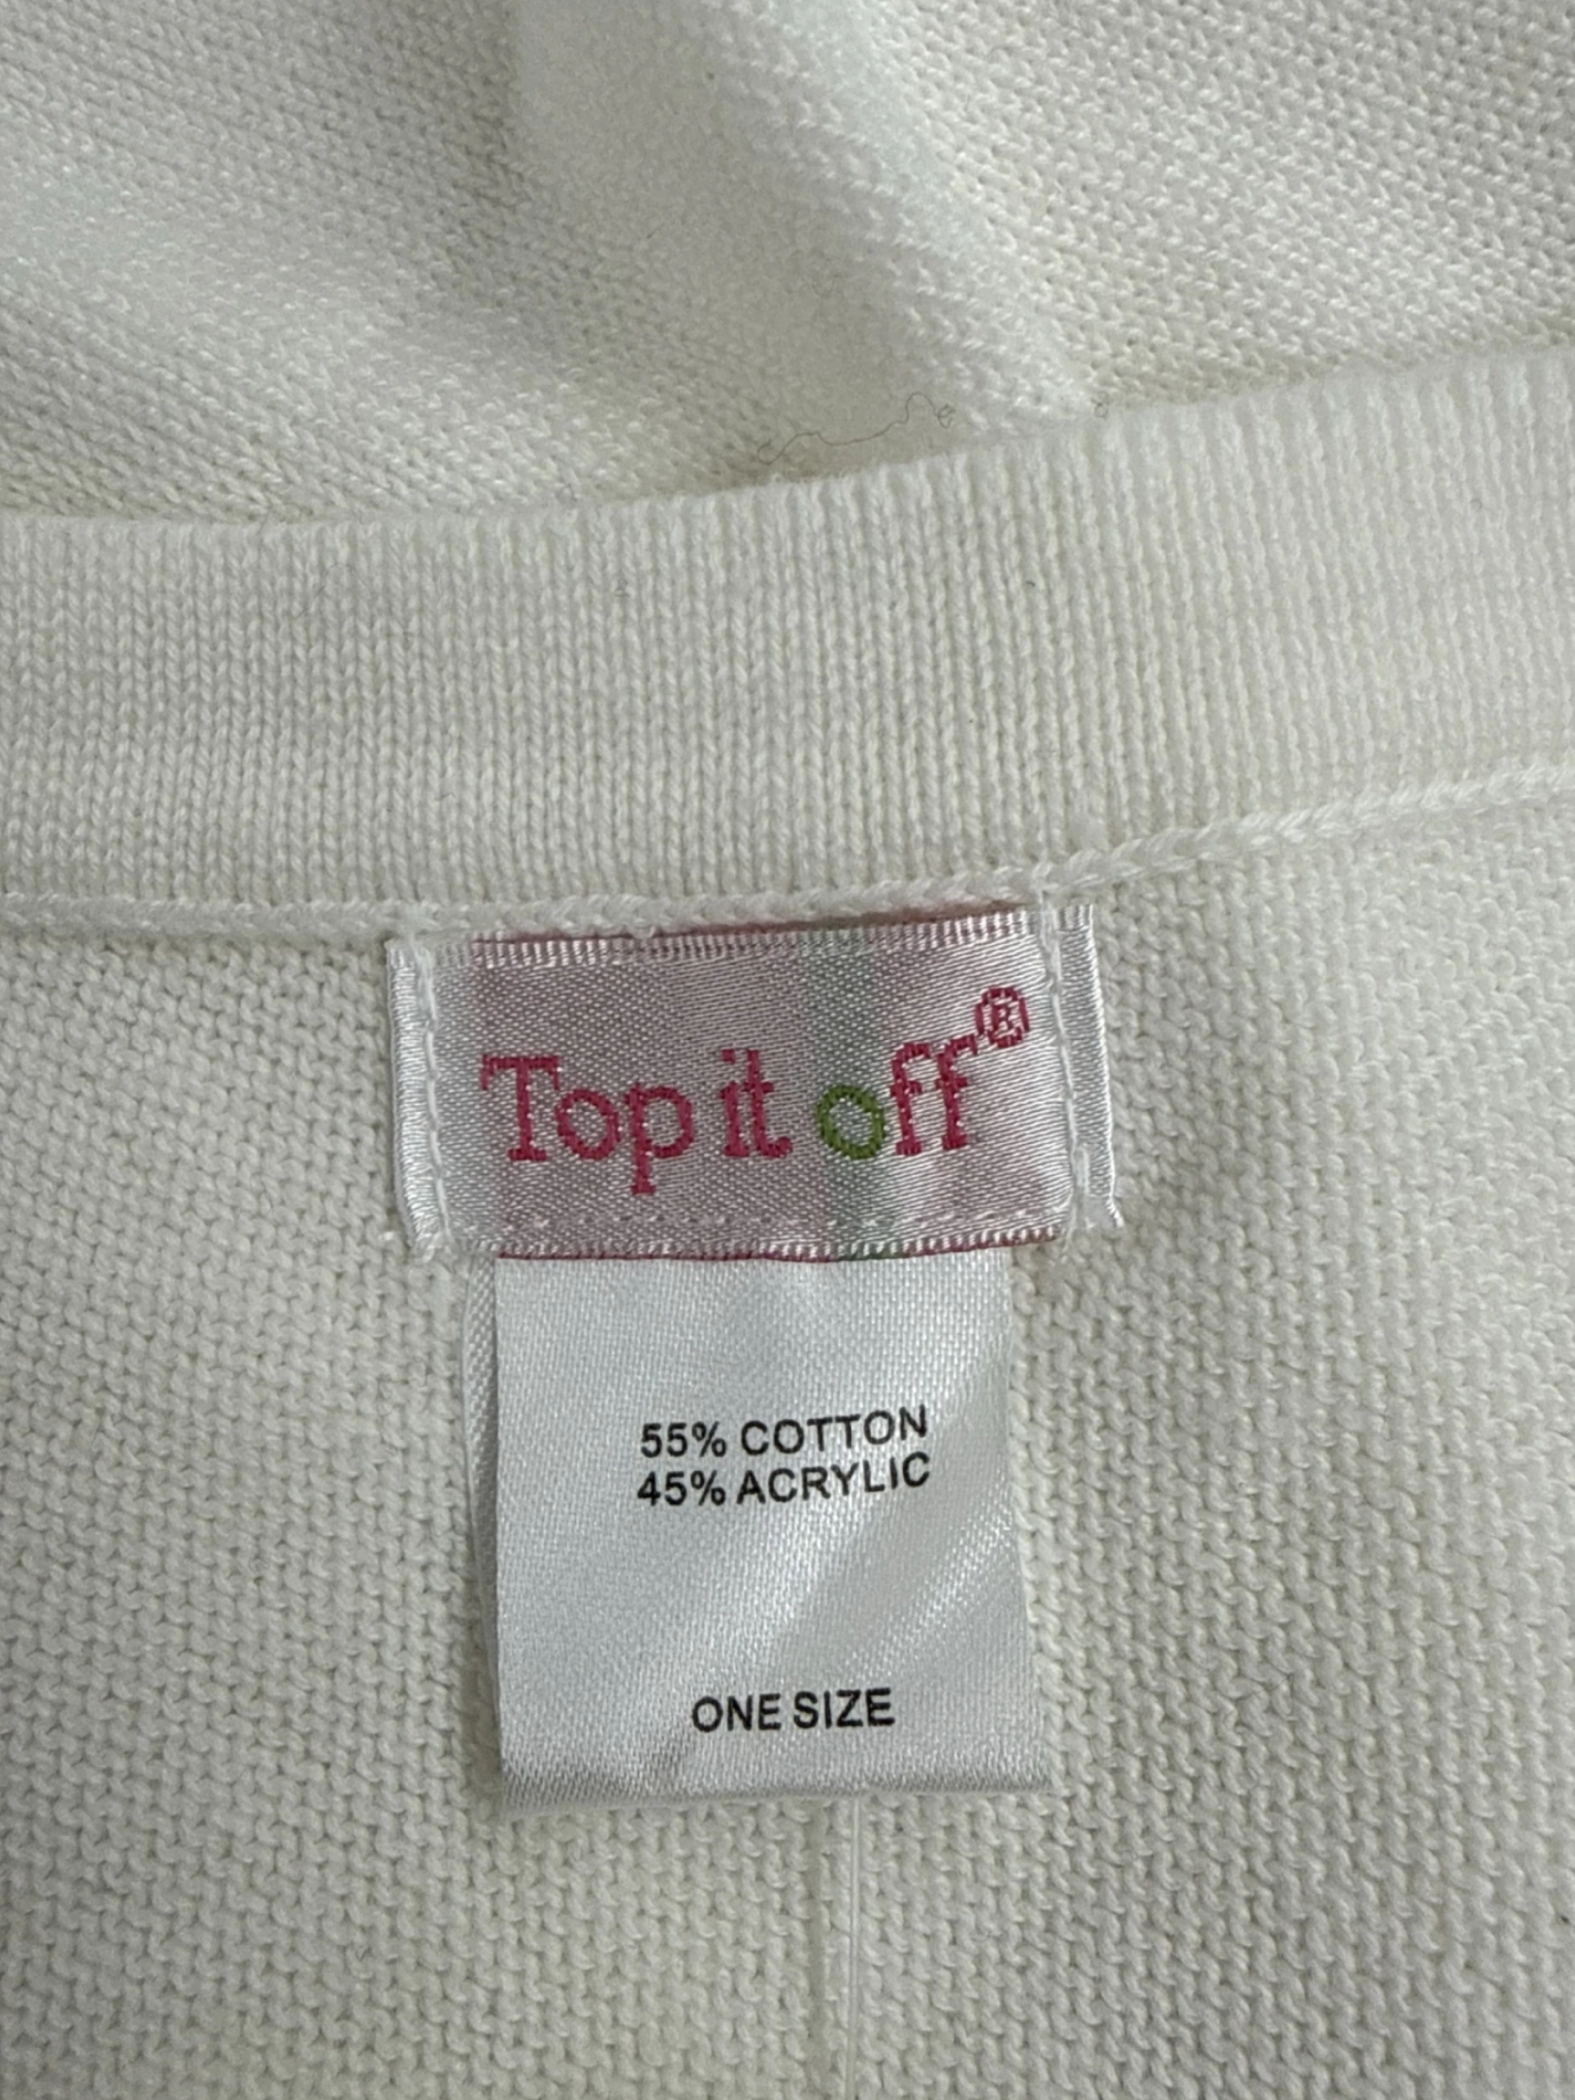 Top it off®
55% COTTON
45% ACRYLIC
ONE SIZE